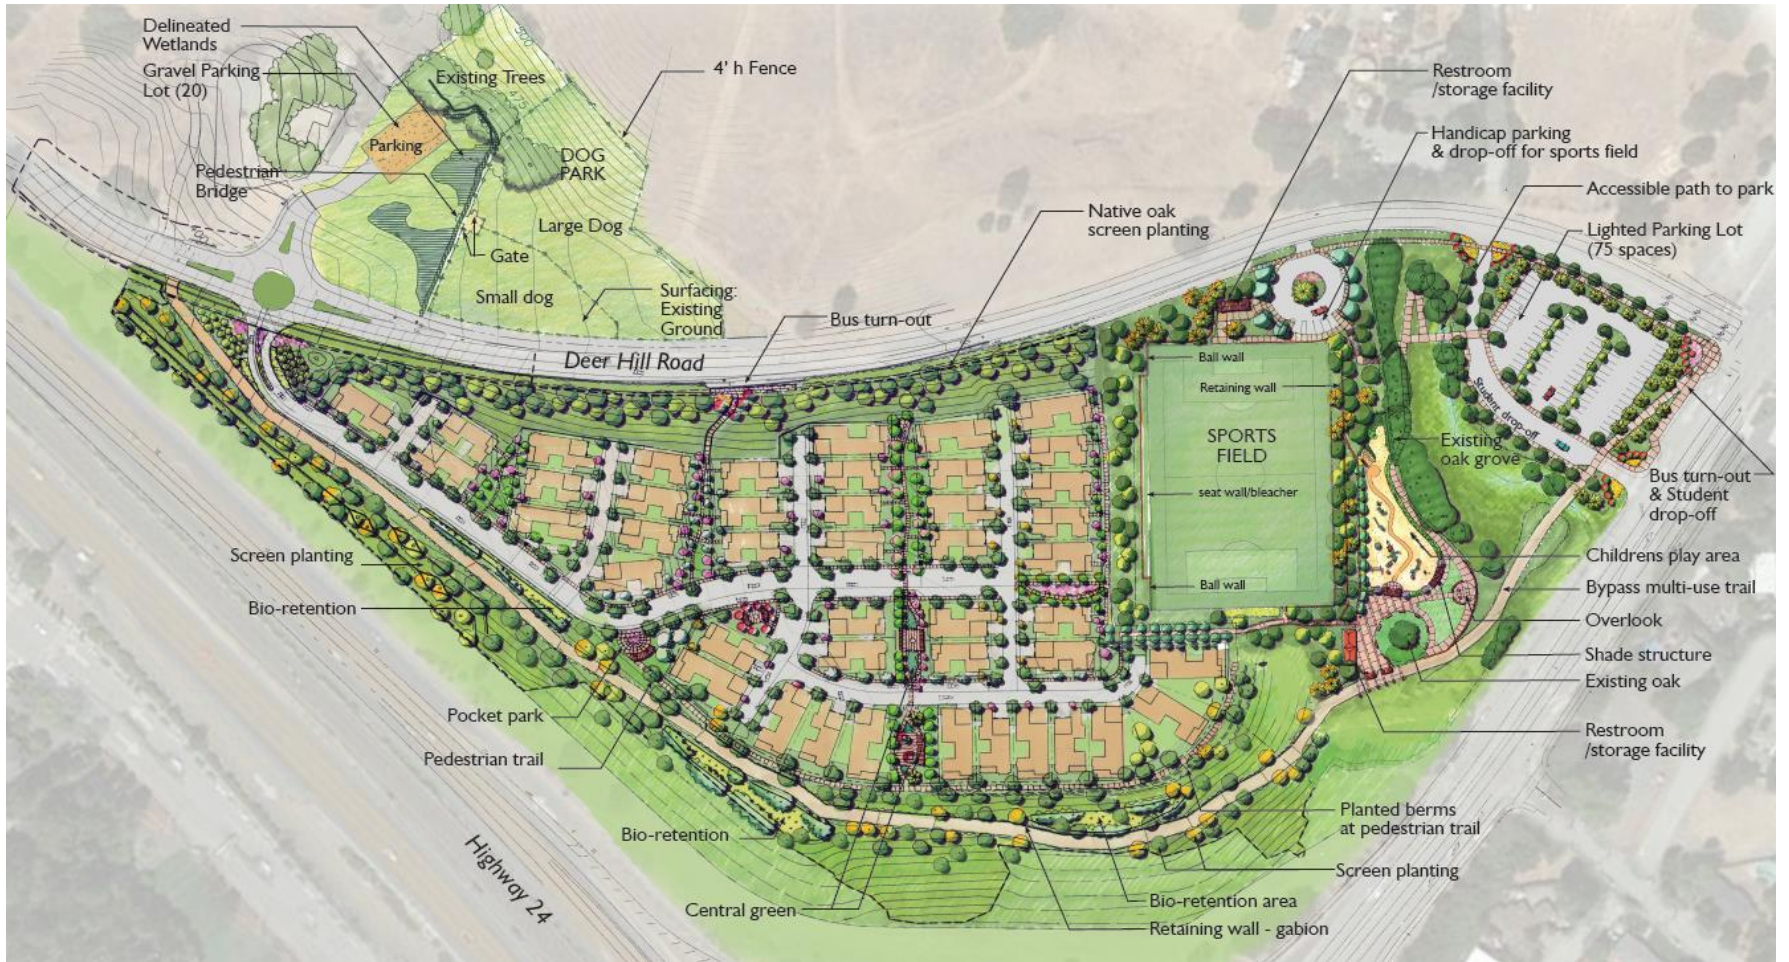 Delineated
Wetlands
Gravel Parking
Lot (20)
Existing Trees
500
475
4' h Fence
Parking
DOG
PARK
Pedestrian
Bridge
Large Dog
Gate
Small dog
Surfacing:
Existing
Ground
Bus turn-out
Deer Hill Road
Native oak
screen planting
Restroom
/storage facility
Handicap parking
& drop-off for sports field
Accessible path to park
Lighted Parking Lot
(75 spaces)
Ball wall
Retaining wall
SPORTS
FIELD
seat wall/bleacher
Ball wall
Student drop-off
Existing
oak grove
Bus turn-out
& Student
drop-off
Childrens play area
Bypass multi-use trail
Overlook
Shade structure
Existing oak
Restroom
/storage facility
Screen planting
Bio-retention
Pocket park
Pedestrian trail
Bio-retention
Highway 24
Central green
Planted berms
at pedestrian trail
Screen planting
Bio-retention area
Retaining wall - gabion